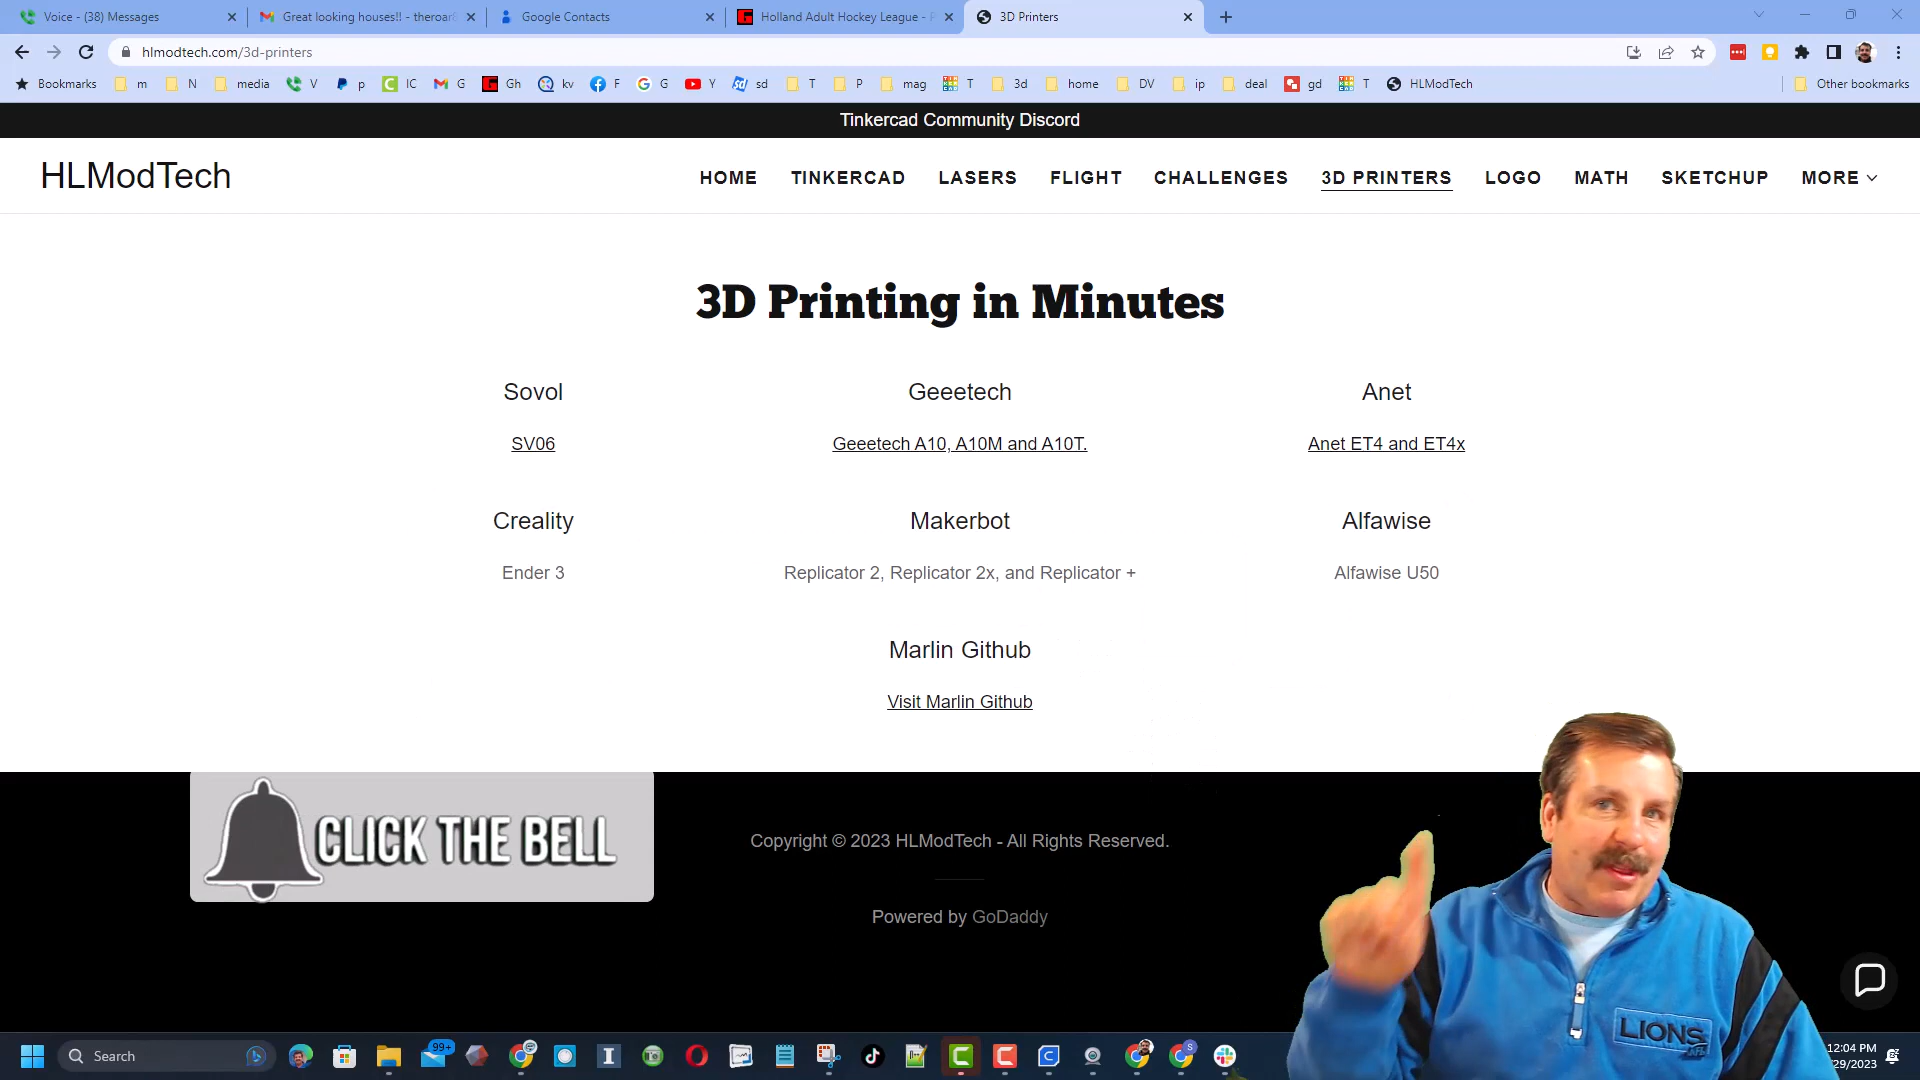 Voice - (38) Messages
Great looking houses!! - theroar8
Google Contacts
Holland Adult Hockey League -
3D Printers
hlmodtech.com/3d-printers
Bookmarks m N media V p IC G Gh kv F G Y sd T P mag T 3d home DV ip deal gd T HLModTech Other bookmarks
Tinkercad Community Discord
HLModTech
HOME TINKERCAD LASERS FLIGHT CHALLENGES 3D PRINTERS LOGO MATH SKETCHUP MORE
3D Printing in Minutes
Sovol
SV06
Geeetech
Geeetech A10, A10M and A10T.
Anet
Anet ET4 and ET4x
Creality
Ender 3
Makerbot
Replicator 2, Replicator 2x, and Replicator +
Alfawise
Alfawise U50
Marlin Github
Visit Marlin Github
CLICK THE BELL
Copyright © 2023 HLModTech - All Rights Reserved.
Powered by GoDaddy
LIONS
NFL
Search
99+
12:04 PM
29/2023